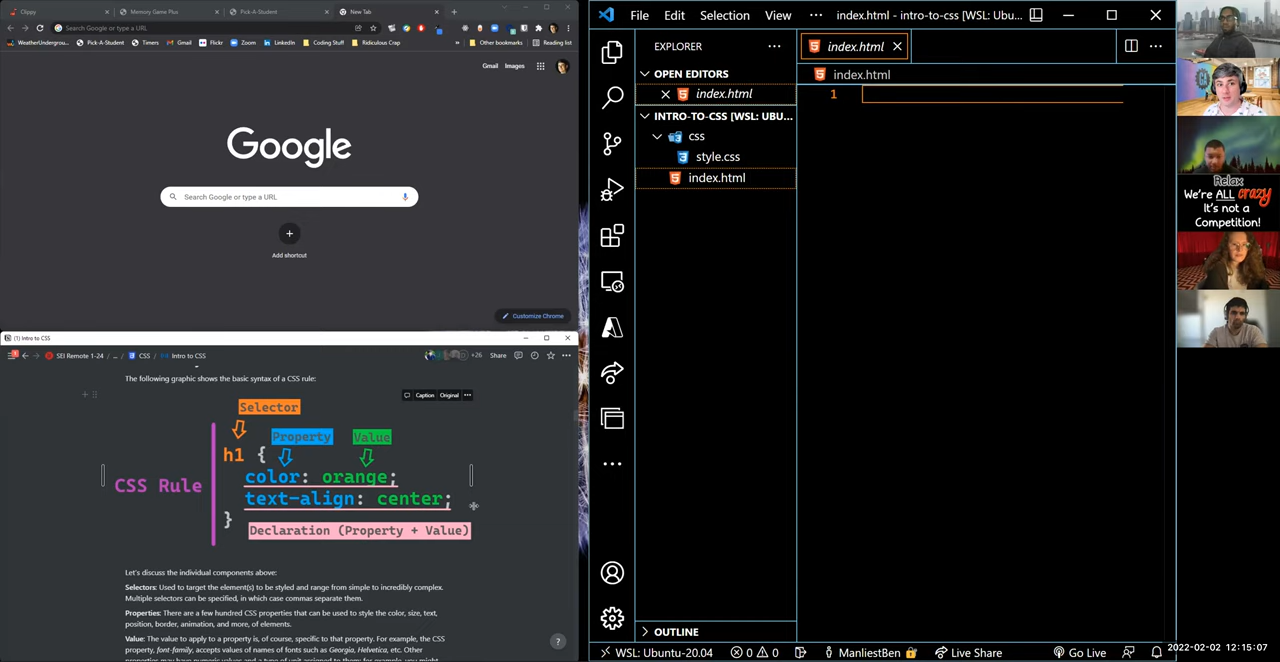 Clippy
Memory Game Plus
Pick-A-Student
New Tab
Search Google or type a URL
WeatherUndergrou...
Pick-A-Student
Timers
Gmail
Flickr
Zoom
LinkedIn
Coding Stuff
Ridiculous Crap
Other bookmarks
Reading list
Gmail
Images
Google
Search Google or type a URL
Add shortcut
Customize Chrome
(1) Intro to CSS
SEI Remote 1-24 / ... / CSS / Intro to CSS
+26
Share
The following graphic shows the basic syntax of a CSS rule:
Caption
Original
Selector
Property
Value
h1 {
color: orange;
CSS Rule
text-align: center;
}
Declaration (Property + Value)
Let's discuss the individual components above:
Selectors: Used to target the element(s) to be styled and range from simple to incredibly complex.
Multiple selectors can be specified, in which case commas separate them.
Properties: There are a few hundred CSS properties that can be used to style the color, size, text,
position, border, animation, and more, of elements.
Value: The value to apply to a property is, of course, specific to that property. For example, the CSS
property, font-family, accepts values of names of fonts such as Georgia, Helvetica, etc. Other
?
File Edit Selection View ··· index.html - intro-to-css [WSL: Ubu...
EXPLORER
OPEN EDITORS
index.html
INTRO-TO-CSS [WSL: UBU...
css
style.css
index.html
OUTLINE
index.html
index.html
1
WSL: Ubuntu-20.04
0
0
ManliestBen
Live Share
Go Live
Relax
We're ALL crazy
It's not a
Competition!
2022-02-02 12:15:07